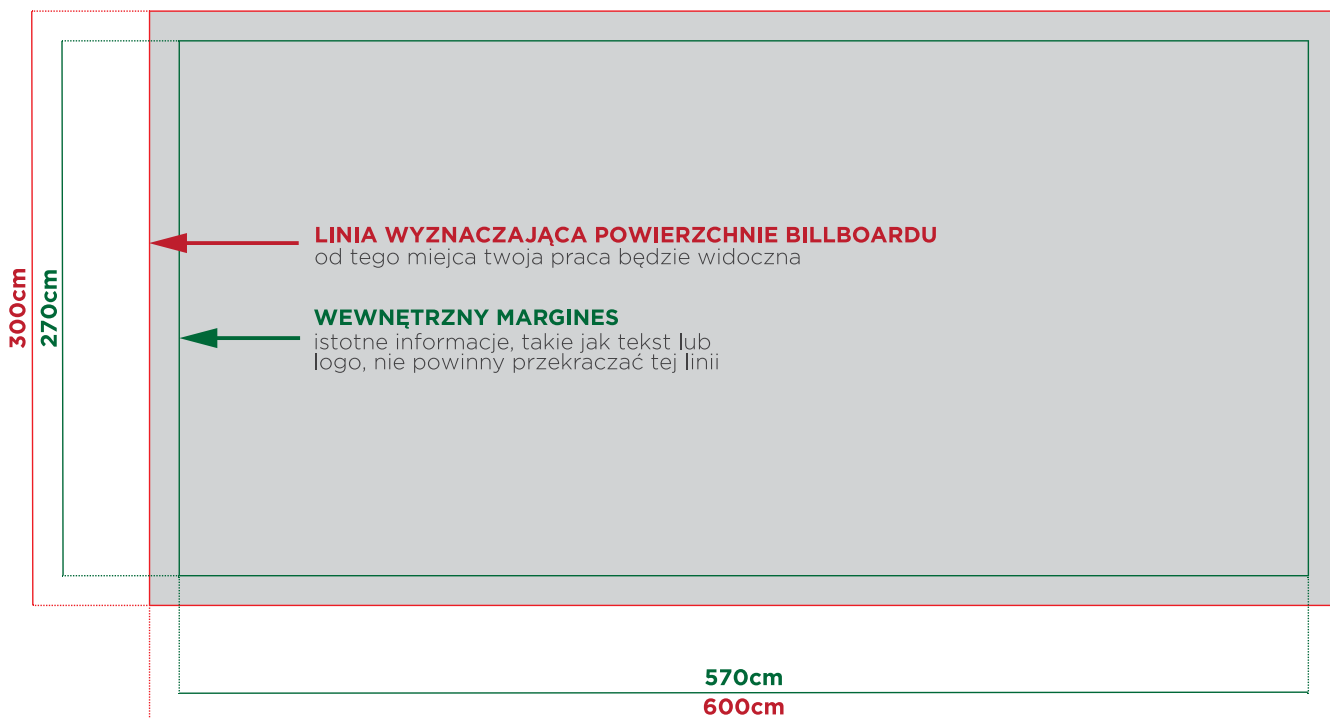 LINIA WYZNACZAJĄCA POWIERZCHNIE BILLBOARDU
od tego miejca twoja praca będzie widoczna
WEWNĘTRZNY MARGINES
istotne informacje, takie jak tekst lub
logo, nie powinny przekraczać tej linii
300cm
270cm
570cm
600cm